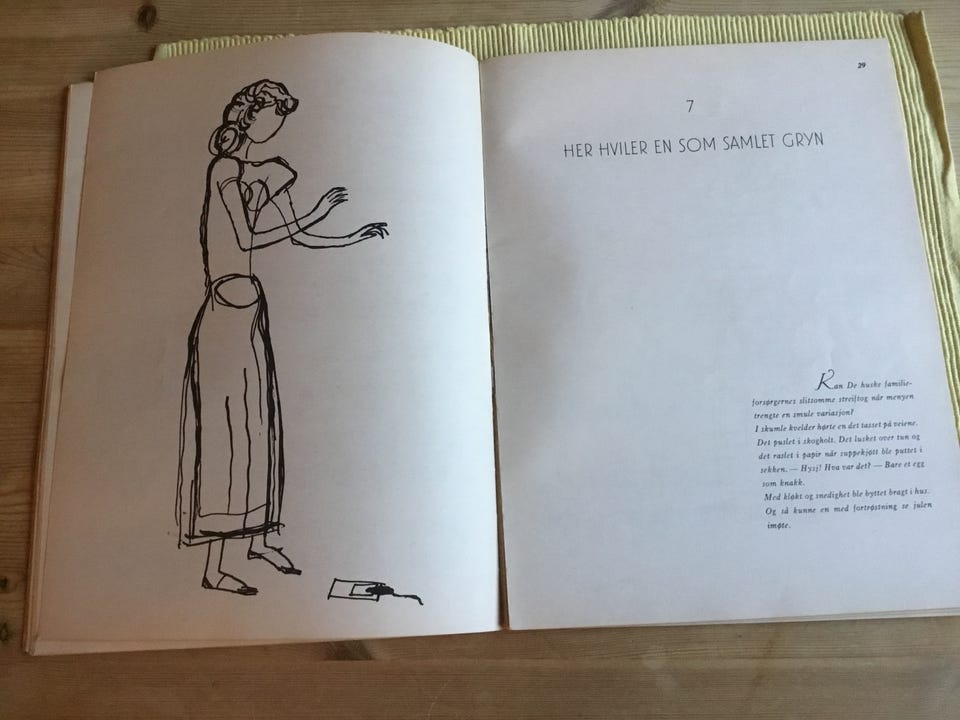 29
7
HER HVILER EN SOM SAMLET GRYN
Kan De huske familie-
forsørgernes slitsomme streiftog når menyen
trengte en smule variasjon?
I skumle kvelder hørte en det tasset på veiene.
Det puslet i skogholt. Det lusket over tun og
det raslet i papir når suppekjøtt ble puttet i
sekken. — Hysj! Hva var det? — Bare et egg
som knakk.
Med kløkt og snedighet ble byttet bragt i hus.
Og så kunne en med fortrøstning se julen
imøte.